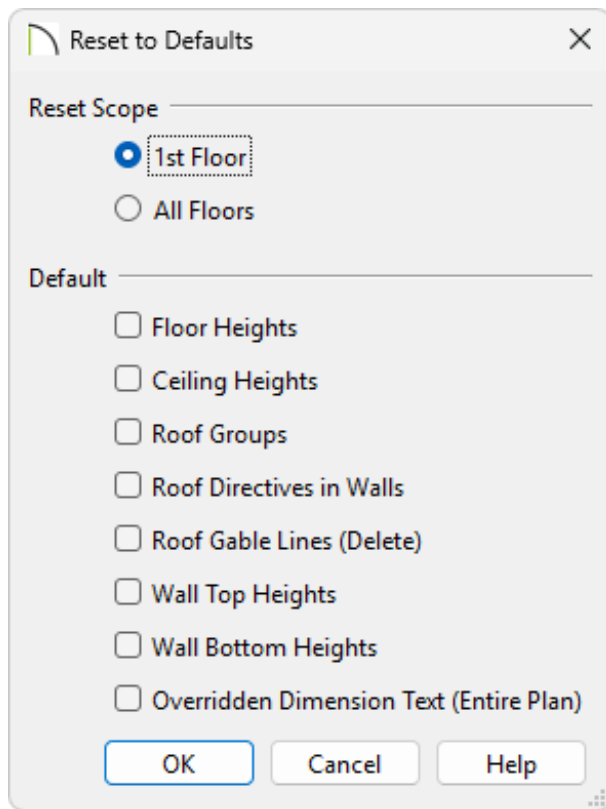 Reset to Defaults
Reset Scope
1st Floor
All Floors
Default
Floor Heights
Ceiling Heights
Roof Groups
Roof Directives in Walls
Roof Gable Lines (Delete)
Wall Top Heights
Wall Bottom Heights
Overridden Dimension Text (Entire Plan)
OK Cancel Help